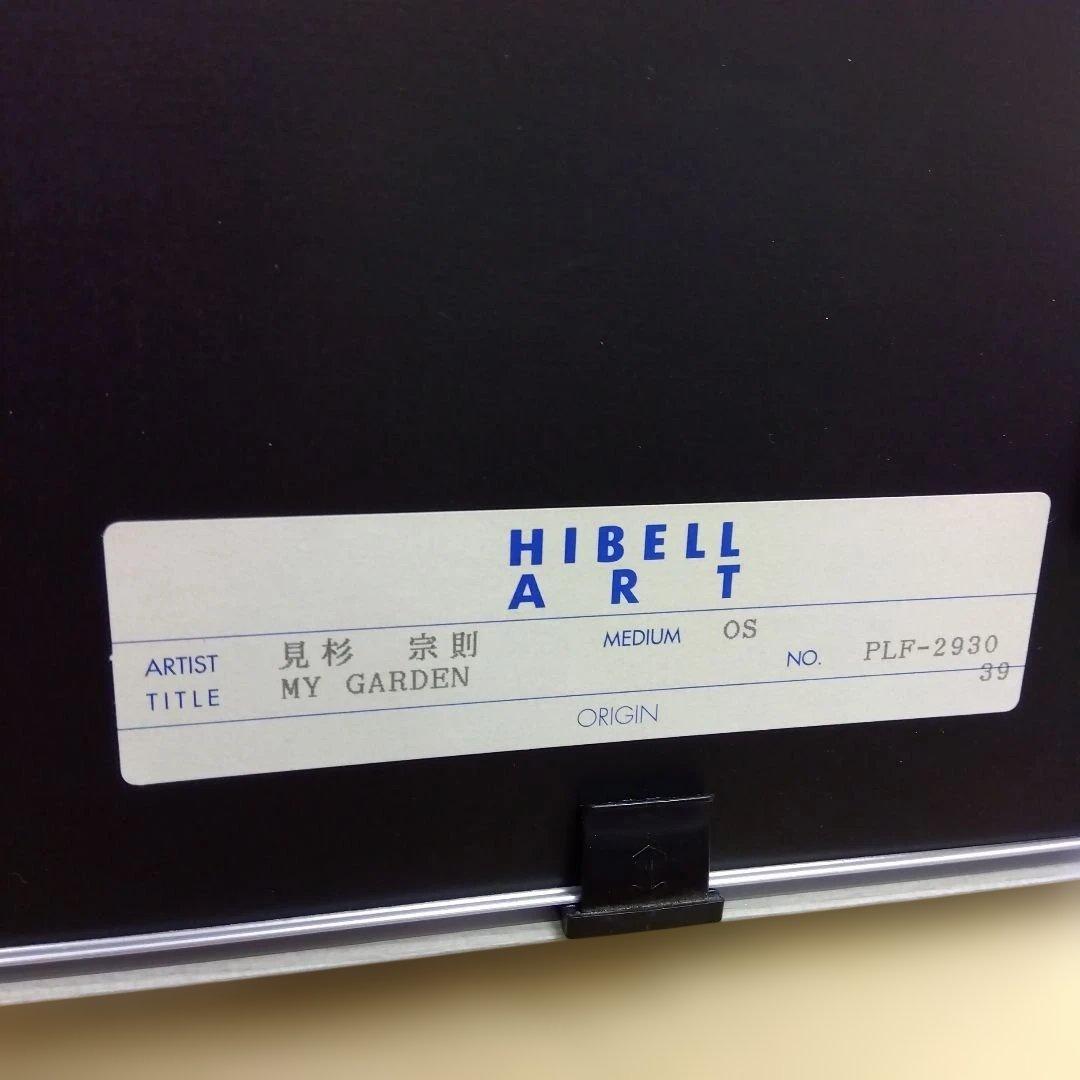 HIBELL
ART
ARTIST 見杉 宗則 MEDIUM OS
TITLE MY GARDEN NO. PLF-2930
39
ORIGIN